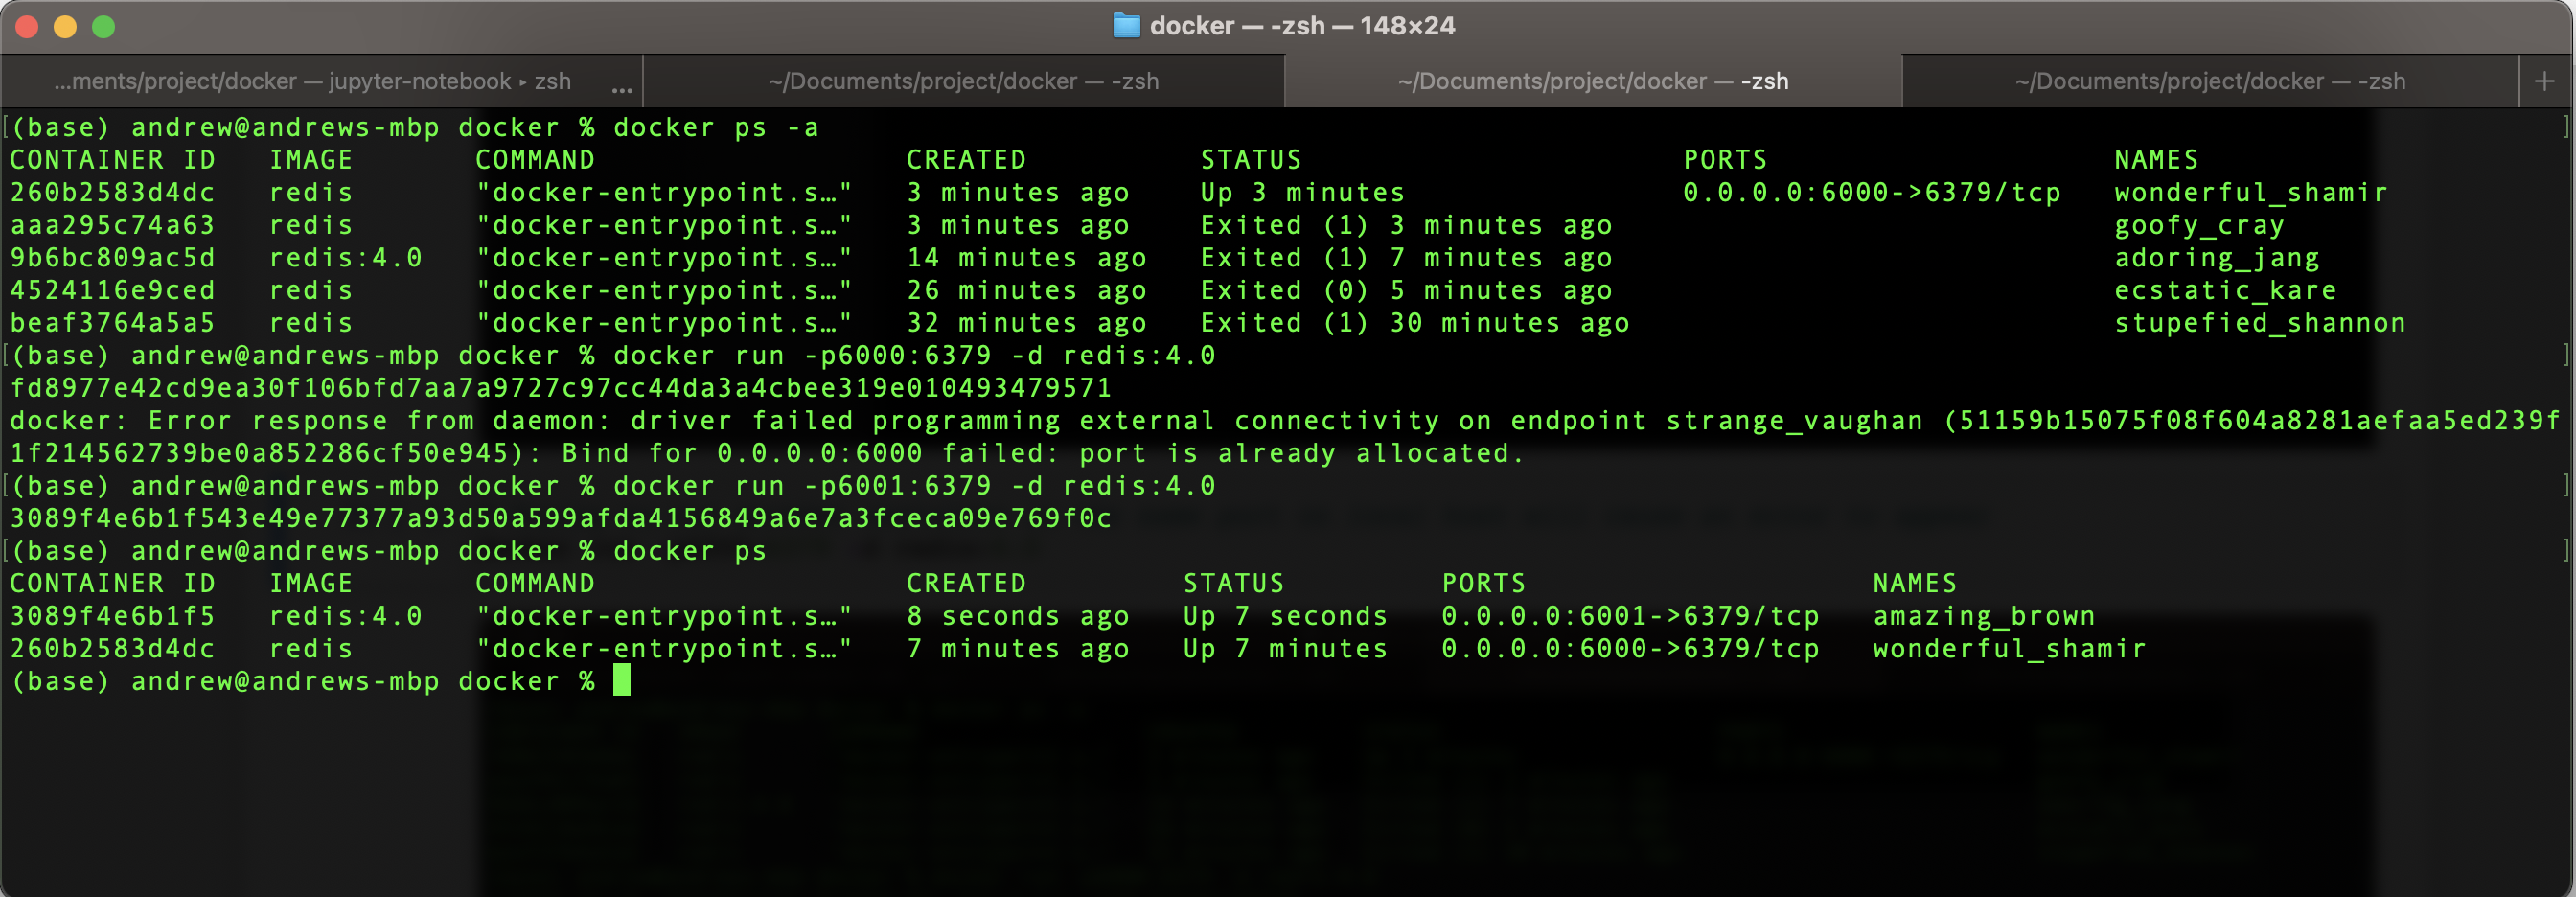 docker — -zsh — 148×24
...ments/project/docker — jupyter-notebook ▸ zsh ... ~/Documents/project/docker — -zsh ~/Documents/project/docker — -zsh ~/Documents/project/docker — -zsh +
[(base) andrew@andrews-mbp docker % docker ps -a ]
CONTAINER ID IMAGE COMMAND CREATED STATUS PORTS NAMES
260b2583d4dc redis "docker-entrypoint.s…" 3 minutes ago Up 3 minutes 0.0.0.0:6000->6379/tcp wonderful_shamir
aaa295c74a63 redis "docker-entrypoint.s…" 3 minutes ago Exited (1) 3 minutes ago goofy_cray
9b6bc809ac5d redis:4.0 "docker-entrypoint.s…" 14 minutes ago Exited (1) 7 minutes ago adoring_jang
4524116e9ced redis "docker-entrypoint.s…" 26 minutes ago Exited (0) 5 minutes ago ecstatic_kare
beaf3764a5a5 redis "docker-entrypoint.s…" 32 minutes ago Exited (1) 30 minutes ago stupefied_shannon
[(base) andrew@andrews-mbp docker % docker run -p6000:6379 -d redis:4.0 ]
fd8977e42cd9ea30f106bfd7aa7a9727c97cc44da3a4cbee319e010493479571
docker: Error response from daemon: driver failed programming external connectivity on endpoint strange_vaughan (51159b15075f08f604a8281aefaa5ed239f
1f214562739be0a852286cf50e945): Bind for 0.0.0.0:6000 failed: port is already allocated.
[(base) andrew@andrews-mbp docker % docker run -p6001:6379 -d redis:4.0 ]
3089f4e6b1f543e49e77377a93d50a599afda4156849a6e7a3fceca09e769f0c
[(base) andrew@andrews-mbp docker % docker ps ]
CONTAINER ID IMAGE COMMAND CREATED STATUS PORTS NAMES
3089f4e6b1f5 redis:4.0 "docker-entrypoint.s…" 8 seconds ago Up 7 seconds 0.0.0.0:6001->6379/tcp amazing_brown
260b2583d4dc redis "docker-entrypoint.s…" 7 minutes ago Up 7 minutes 0.0.0.0:6000->6379/tcp wonderful_shamir
(base) andrew@andrews-mbp docker %